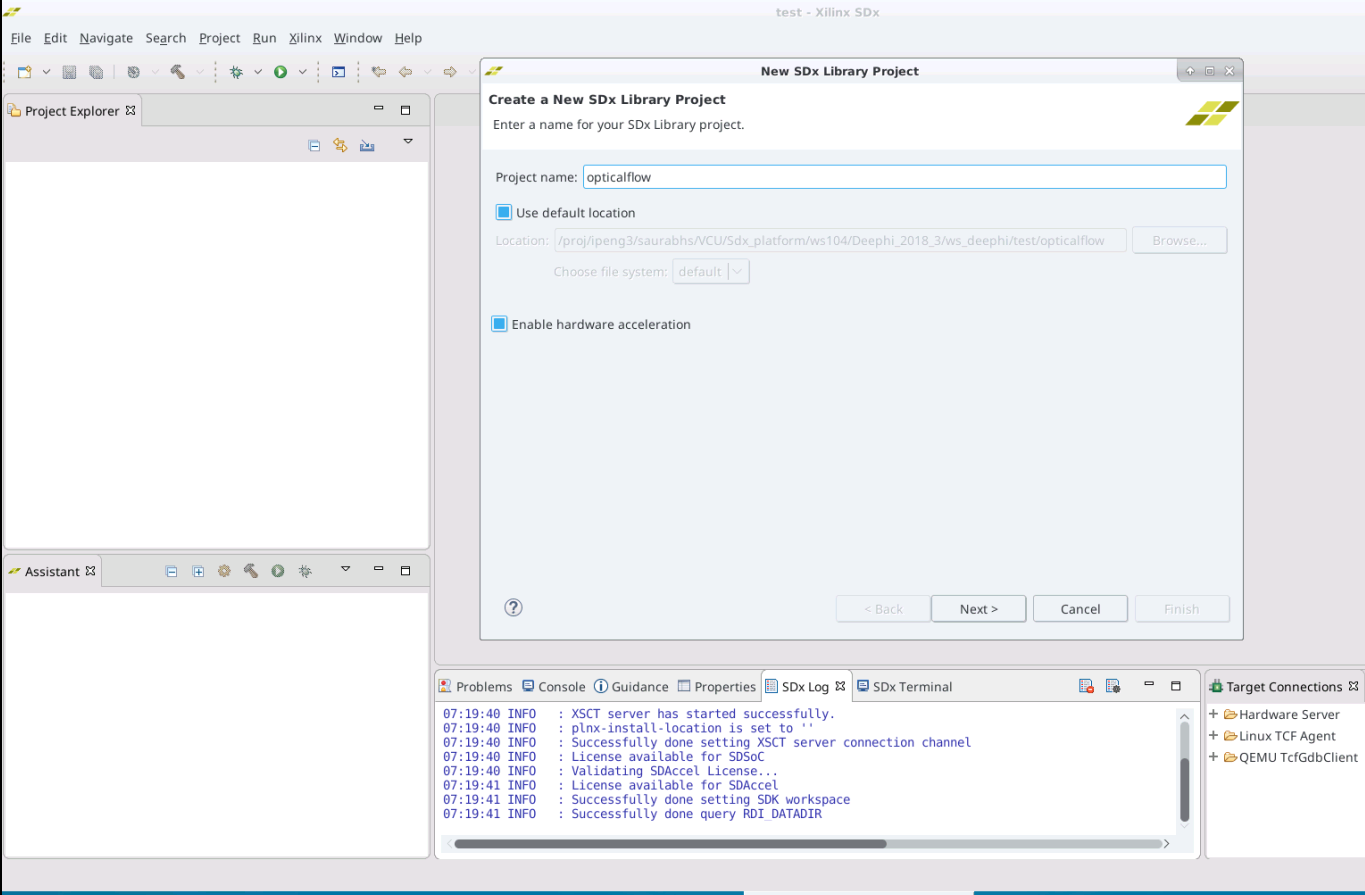 test - Xilinx SDx
File Edit Navigate Search Project Run Xilinx Window Help
Project Explorer
New SDx Library Project
Create a New SDx Library Project
Enter a name for your SDx Library project.
Project name: opticalflow
Use default location
Location: /proj/ipeng3/saurabhs/VCU/Sdx_platform/ws104/Deephi_2018_3/ws_deephi/test/opticalflow Browse...
Choose file system: default
Enable hardware acceleration
< Back Next > Cancel Finish
Assistant
Problems Console Guidance Properties SDx Log SDx Terminal
07:19:40 INFO : XSCT server has started successfully.
07:19:40 INFO : plnx-install-location is set to ''
07:19:40 INFO : Successfully done setting XSCT server connection channel
07:19:40 INFO : License available for SDSoC
07:19:40 INFO : Validating SDAccel License...
07:19:41 INFO : License available for SDAccel
07:19:41 INFO : Successfully done setting SDK workspace
07:19:41 INFO : Successfully done query RDI_DATADIR
Target Connections
Hardware Server
Linux TCF Agent
QEMU TcfGdbClient